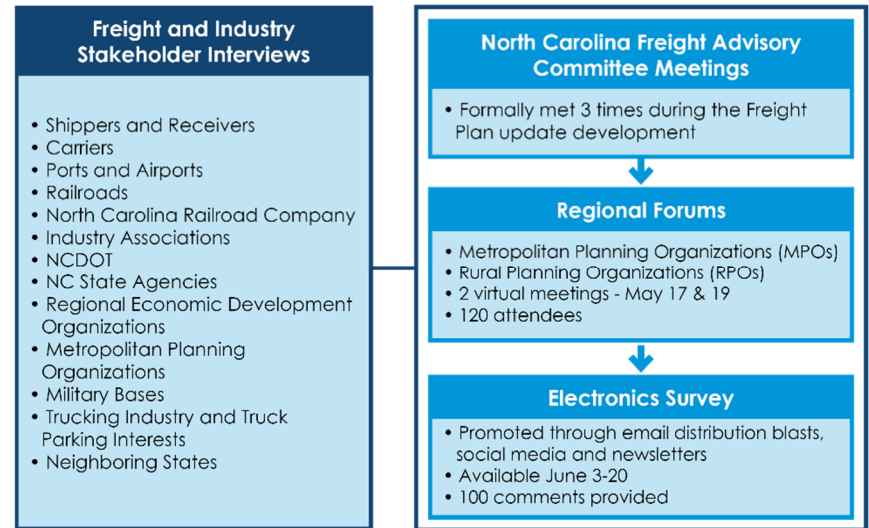 Freight and Industry
Stakeholder Interviews
• Shippers and Receivers
• Carriers
• Ports and Airports
• Railroads
• North Carolina Railroad Company
• Industry Associations
• NCDOT
• NC State Agencies
• Regional Economic Development
Organizations
• Metropolitan Planning
Organizations
• Military Bases
• Trucking Industry and Truck
Parking Interests
• Neighboring States
North Carolina Freight Advisory
Committee Meetings
• Formally met 3 times during the Freight
Plan update development
Regional Forums
• Metropolitan Planning Organizations (MPOs)
• Rural Planning Organizations (RPOs)
• 2 virtual meetings - May 17 & 19
• 120 attendees
Electronics Survey
• Promoted through email distribution blasts,
social media and newsletters
• Available June 3-20
• 100 comments provided